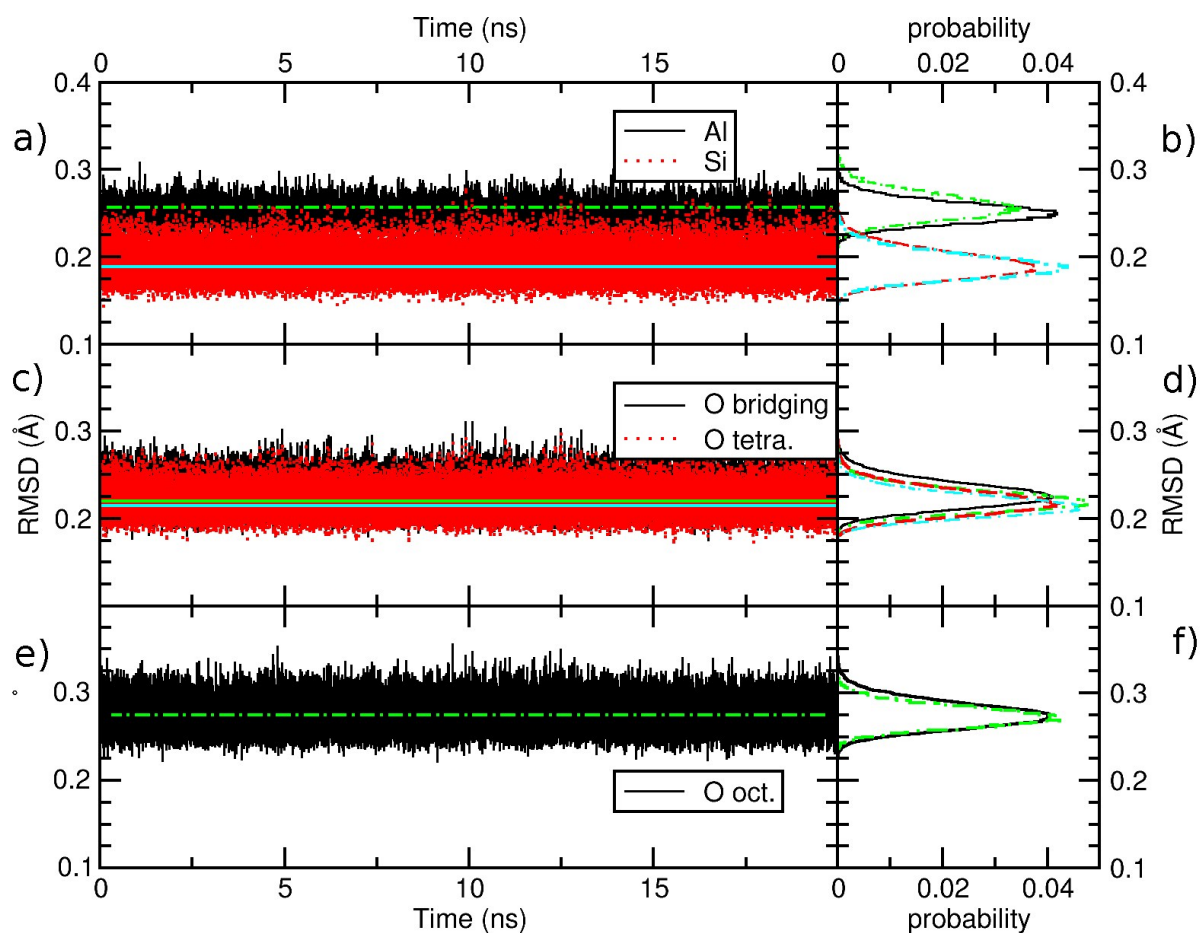 Time (ns)
probability
0 5 10 15 0 0.02 0.04
0.4 0.4
a) b)
Al
Si
0.3 0.3
0.2 0.2
0.1 0.1
c) d)
O bridging
O tetra.
0.3 0.3
RMSD (Å)
RMSD (Å)
0.2 0.2
0.1
e) f)
°
0.3 0.3
0.2 0.2
O oct.
0.1 0.1
0 5 10 15 0 0.02 0.04
Time (ns)
probability